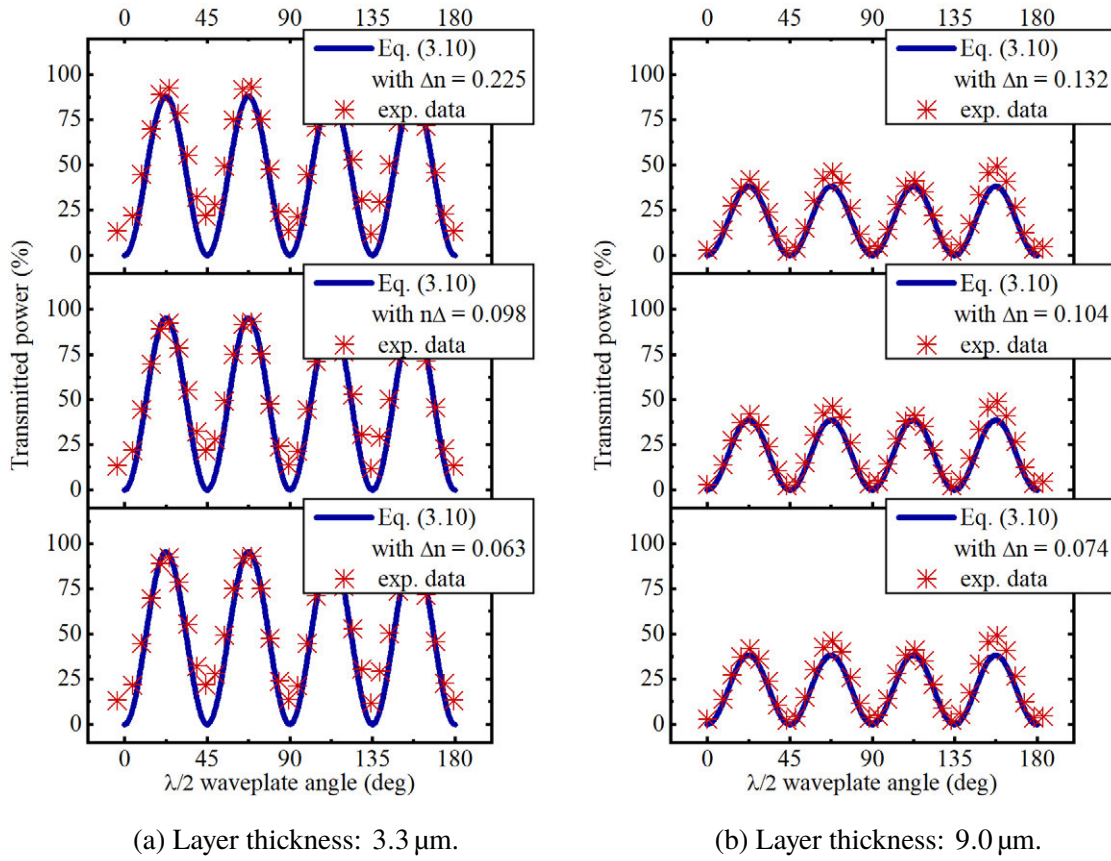 0 45 90 135 180
Eq. (3.10)
with Δn = 0.225
exp. data
100
75
50
25
0
Eq. (3.10)
with nΔ = 0.098
exp. data
100
75
50
25
0
Eq. (3.10)
with Δn = 0.063
exp. data
100
75
50
25
0
Transmitted power (%)
0 45 90 135 180
λ/2 waveplate angle (deg)
(a) Layer thickness: 3.3 µm.
0 45 90 135 180
Eq. (3.10)
with Δn = 0.132
exp. data
100
75
50
25
0
Eq. (3.10)
with Δn = 0.104
exp. data
100
75
50
25
0
Eq. (3.10)
with Δn = 0.074
exp. data
100
75
50
25
0
Transmitted power (%)
0 45 90 135 180
λ/2 waveplate angle (deg)
(b) Layer thickness: 9.0 µm.